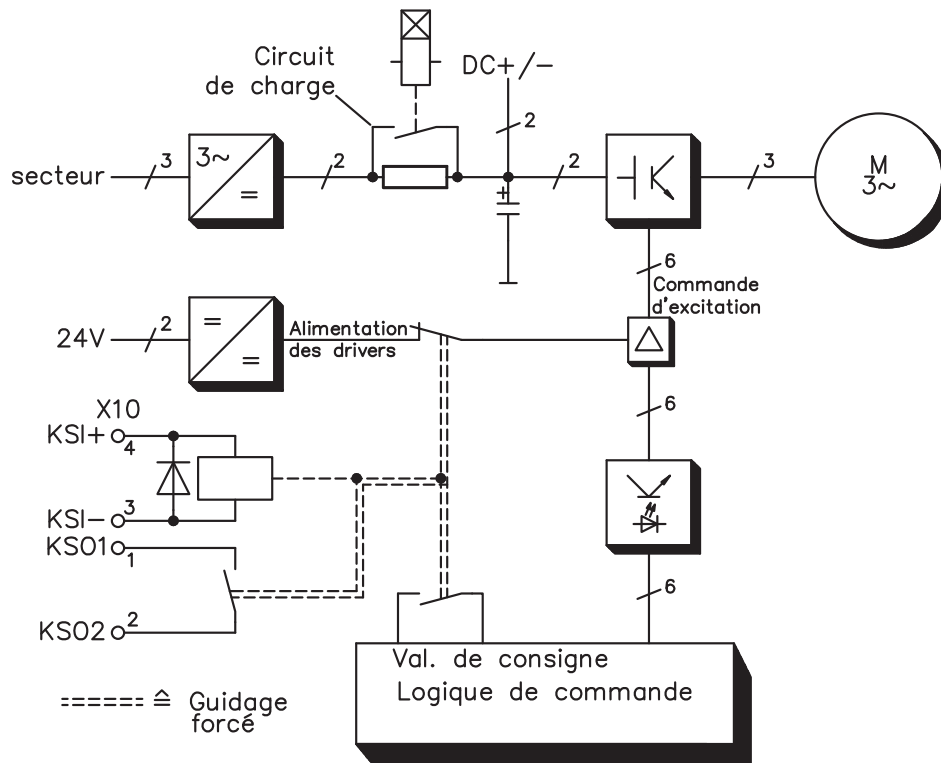 Circuit
de charge
DC+/−
2
secteur
3
3~
=
2
2
3
M
3~
6
Commande
d'excitation
24V
2
=
=
Alimentation
des drivers
6
X10
KSI+
4
KSI−
3
KSO1
1
KSO2
2
+
6
Val. de consigne
Logique de commande
≙ Guidage
forcé